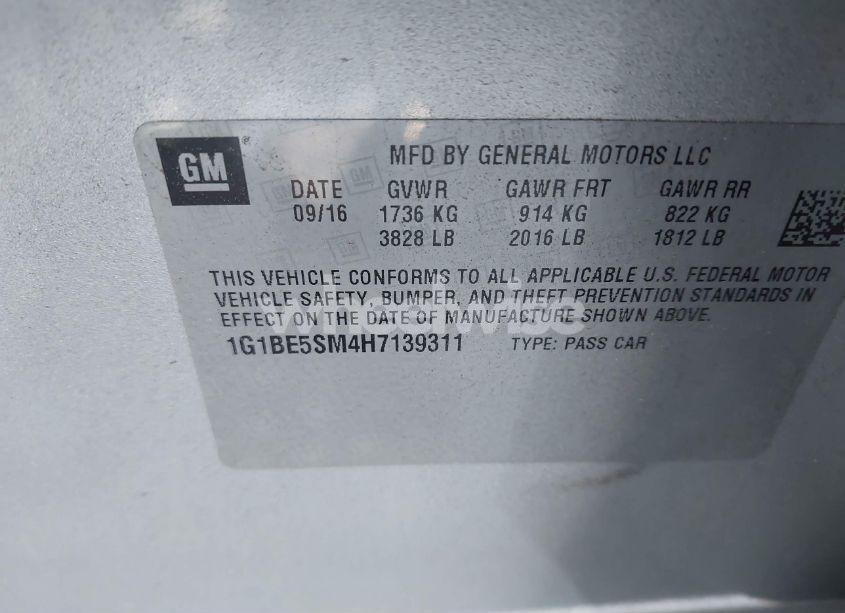 GM ®
MFD BY GENERAL MOTORS LLC
DATE GVWR GAWR FRT GAWR RR
09/16 1736 KG 914 KG 822 KG
3828 LB 2016 LB 1812 LB
THIS VEHICLE CONFORMS TO ALL APPLICABLE U.S. FEDERAL MOTOR
VEHICLE SAFETY, BUMPER, AND THEFT PREVENTION STANDARDS IN
EFFECT ON THE DATE OF MANUFACTURE SHOWN ABOVE.
1G1BE5SM4H7139311 TYPE: PASS CAR